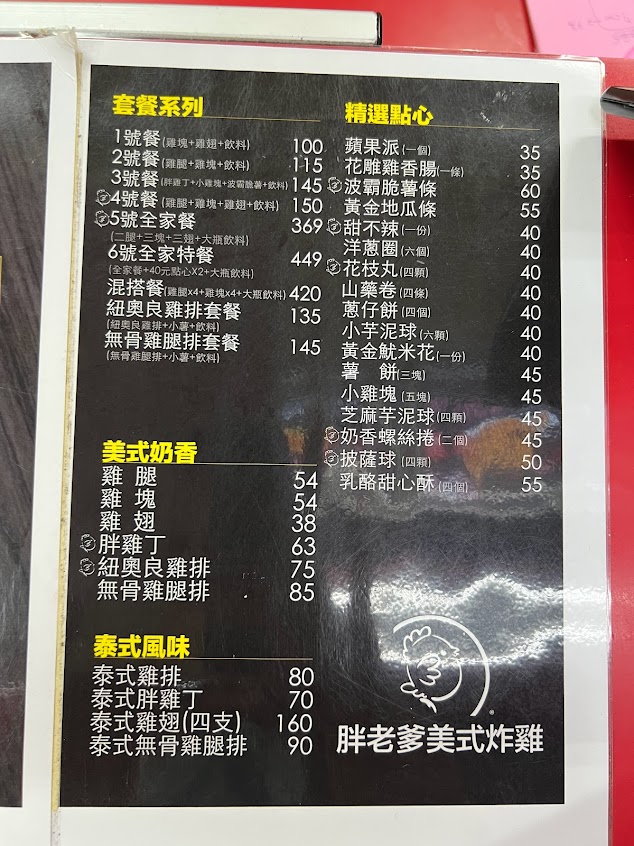 套餐系列
1號餐(雞塊+雞翅+飲料) 100
2號餐(雞腿+雞塊+飲料) 115
3號餐(胖雞丁+小雞塊+波霸脆薯+飲料) 145
4號餐(雞腿+雞塊+雞翅+飲料) 150
5號全家餐 369
(二腿+三塊+三翅+大瓶飲料)
6號全家特餐 449
(全家餐+40元點心X2+大瓶飲料)
混搭餐(雞腿x4+雞塊x4+大瓶飲料) 420
紐奧良雞排套餐 135
(紐奧良雞排+小薯+飲料)
無骨雞腿排套餐 145
(無骨雞腿排+小薯+飲料)
美式奶香
雞腿 54
雞塊 54
雞翅 38
胖雞丁 63
紐奧良雞排 75
無骨雞腿排 85
泰式風味
泰式雞排 80
泰式胖雞丁 70
泰式雞翅(四支) 160
泰式無骨雞腿排 90
精選點心
蘋果派(一個) 35
花雕雞香腸(一條) 35
波霸脆薯條 60
黃金地瓜條 55
甜不辣(一份) 40
洋蔥圈(六個) 40
花枝丸(四顆) 40
山藥卷(四條) 40
蔥仔餅(四個) 40
小芋泥球(六顆) 40
黃金魷米花(一份) 40
薯餅(三塊) 45
小雞塊(五塊) 45
芝麻芋泥球(四顆) 45
奶香螺絲捲(二個) 45
披薩球(四顆) 50
乳酪甜心酥(四個) 55
胖老爹美式炸雞